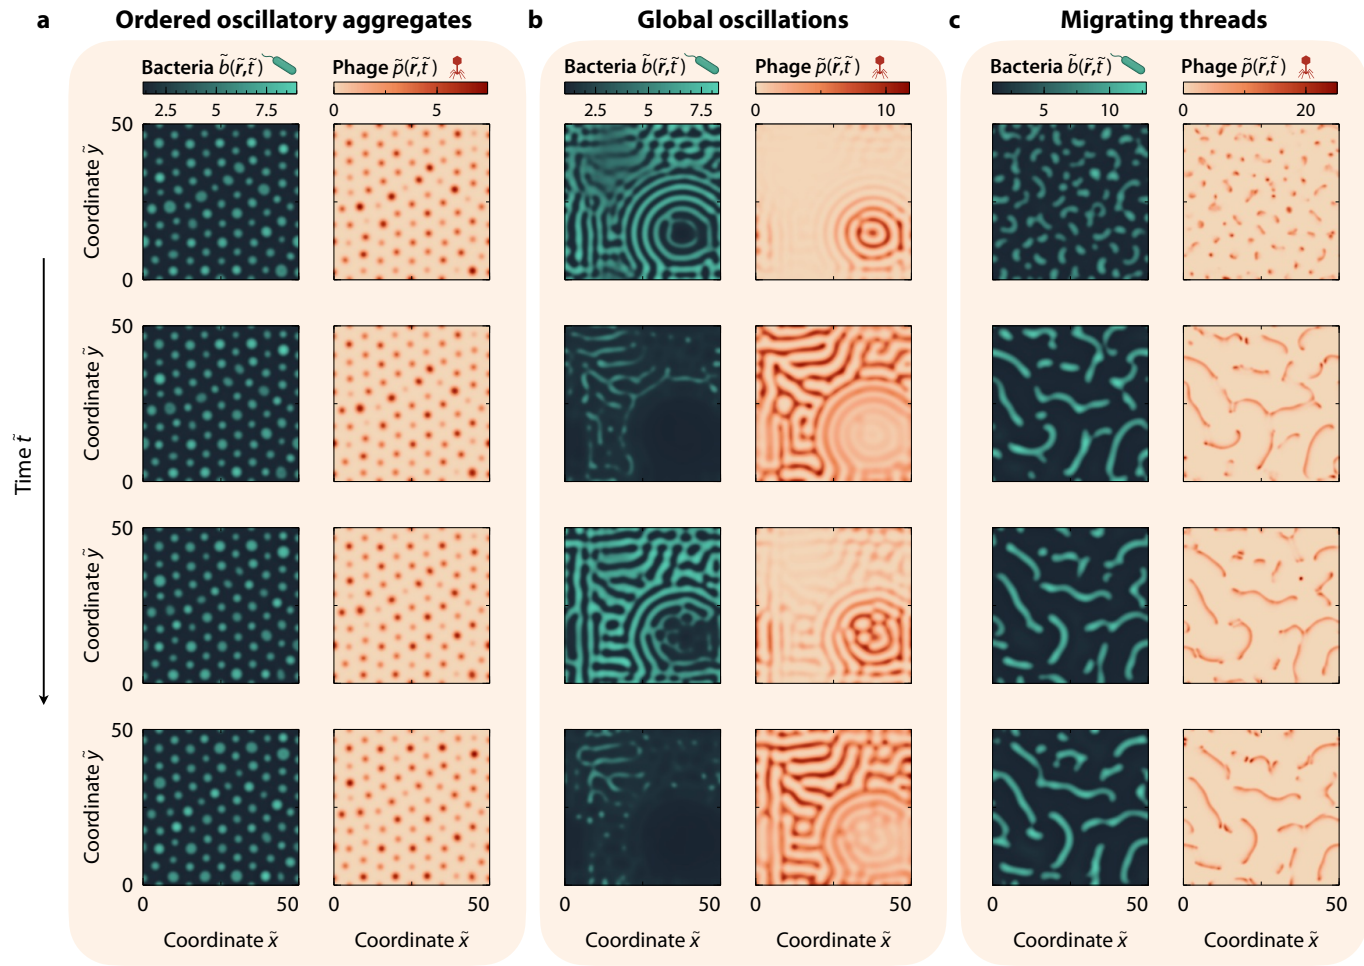 a Ordered oscillatory aggregates
b Global oscillations
c Migrating threads
Bacteria b̃(r̃,t̃)
Phage p̃(r̃,t̃)
Bacteria b̃(r̃,t̃)
Phage p̃(r̃,t̃)
Bacteria b̃(r̃,t̃)
Phage p̃(r̃,t̃)
2.5 5 7.5
0 5
2.5 5 7.5
0 10
5 10
0 20
50
Coordinate ỹ
0
50
Coordinate ỹ
0
Time t̃
50
Coordinate ỹ
0
50
Coordinate ỹ
0
0 50
0 50
0 50
0 50
0 50
0 50
Coordinate x̃
Coordinate x̃
Coordinate x̃
Coordinate x̃
Coordinate x̃
Coordinate x̃